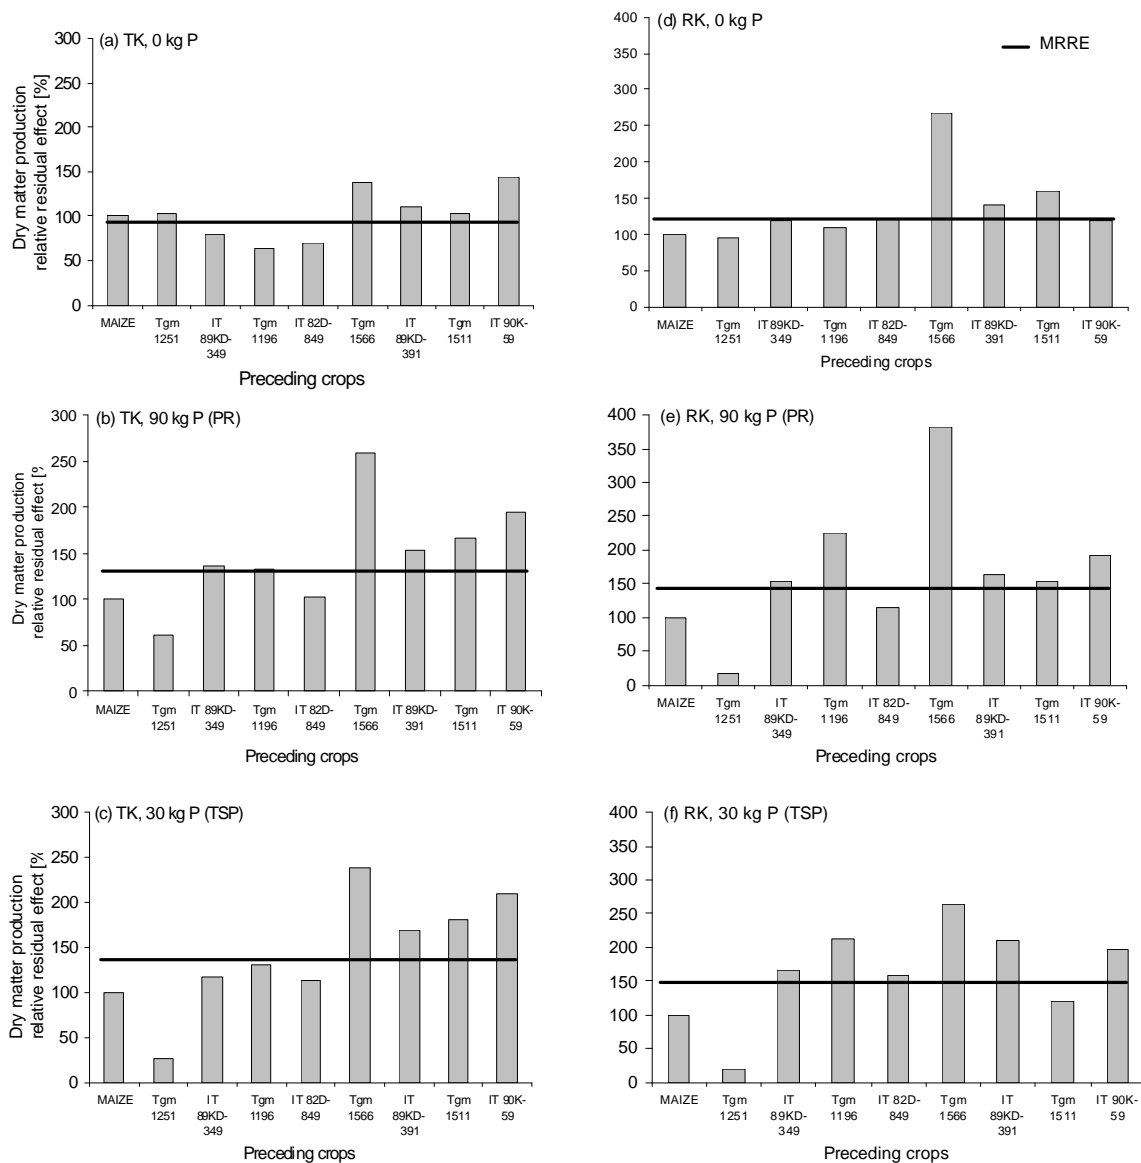 (a) TK, 0 kg P
Dry matter production
relative residual effect [%]
300
250
200
150
100
50
0
MAIZE
Tgm
1251
IT
89KD-
349
Tgm
1196
IT 82D-
849
Tgm
1566
IT
89KD-
391
Tgm
1511
IT 90K-
59
Preceding crops
(d) RK, 0 kg P
MRRE
400
350
300
250
200
150
100
50
0
MAIZE
Tgm
1251
IT 89KD-
349
Tgm
1196
IT 82D-
849
Tgm
1566
IT 89KD-
391
Tgm
1511
IT 90K-
59
Preceding crops
(b) TK, 90 kg P (PR)
Dry matter production
relative residual effect [%
300
250
200
150
100
50
0
MAIZE
Tgm
1251
IT 89KD-
349
Tgm
1196
IT 82D-
849
Tgm
1566
IT 89KD-
391
Tgm
1511
IT 90K-
59
Preceding crops
(e) RK, 90 kg P (PR)
400
350
300
250
200
150
100
50
0
MAIZE
Tgm
1251
IT
89KD-
349
Tgm
1196
IT 82D-
849
Tgm
1566
IT
89KD-
391
Tgm
1511
IT 90K-
59
Preceding crops
(c) TK, 30 kg P (TSP)
Dry matter production
relative residual effect [%
300
250
200
150
100
50
0
MAIZE
Tgm
1251
IT
89KD-
349
Tgm
1196
IT 82D-
849
Tgm
1566
IT
89KD-
391
Tgm
1511
IT 90K-
59
Preceding crops
(f) RK, 30 kg P (TSP)
400
350
300
250
200
150
100
50
0
MAIZE
Tgm
1251
IT
89KD-
349
Tgm
1196
IT 82D-
849
Tgm
1566
IT
89KD-
391
Tgm
1511
IT 90K-
59
Preceding crops